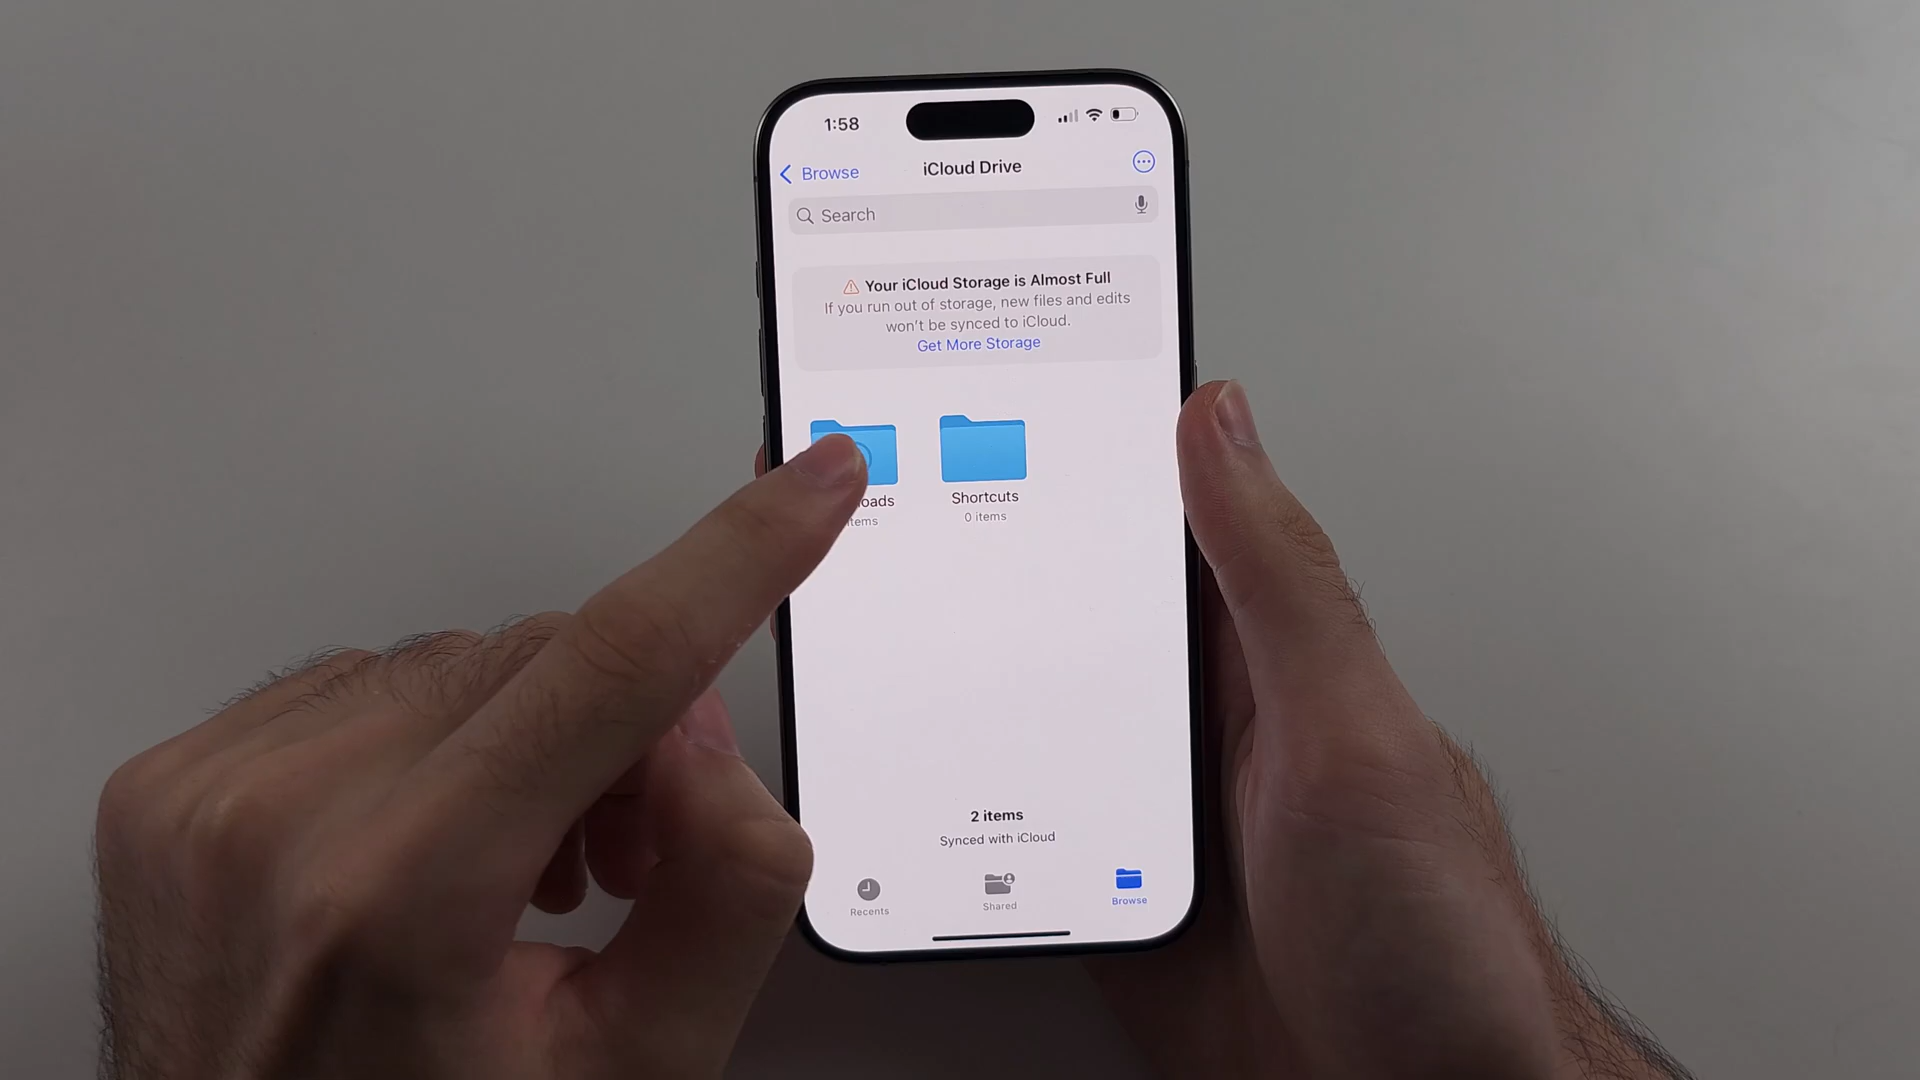 1:58
Browse
iCloud Drive
Search
Your iCloud Storage is Almost Full
If you run out of storage, new files and edits
won't be synced to iCloud.
Get More Storage
Shortcuts
0 items
2 items
Synced with iCloud
Recents
Shared
Browse